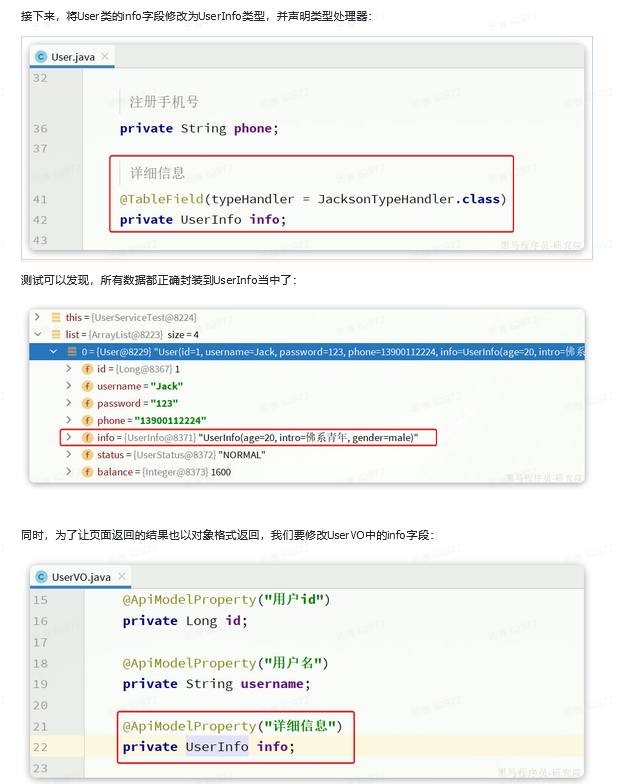 接下来，将User类的info字段修改为UserInfo类型，并声明类型处理器：
User.java
32
注册手机号
36 private String phone;
37
详细信息
41 @TableField(typeHandler = JacksonTypeHandler.class)
42 private UserInfo info;
43
黑马程序员-研究院
测试可以发现，所有数据都正确封装到UserInfo当中了：
this = {UserServiceTest@8224}
list = {ArrayList@8223} size = 4
0 = {User@8229} "User(id=1, username=Jack, password=123, phone=13900112224, info=UserInfo(age=20, intro=佛系
id = {Long@8367} 1
username = "Jack"
password = "123"
phone = "13900112224"
info = {UserInfo@8371} "UserInfo(age=20, intro=佛系青年, gender=male)"
status = {UserStatus@8372} "NORMAL"
balance = {Integer@8373} 1600
黑马程序员-研究院
同时，为了让页面返回的结果也以对象格式返回，我们要修改UserVO中的info字段：
UserVO.java
15 @ApiModelProperty("用户id")
16 private Long id;
17
18 @ApiModelProperty("用户名")
19 private String username;
20
21 @ApiModelProperty("详细信息")
22 private UserInfo info;
23
黑马程序员-研究院